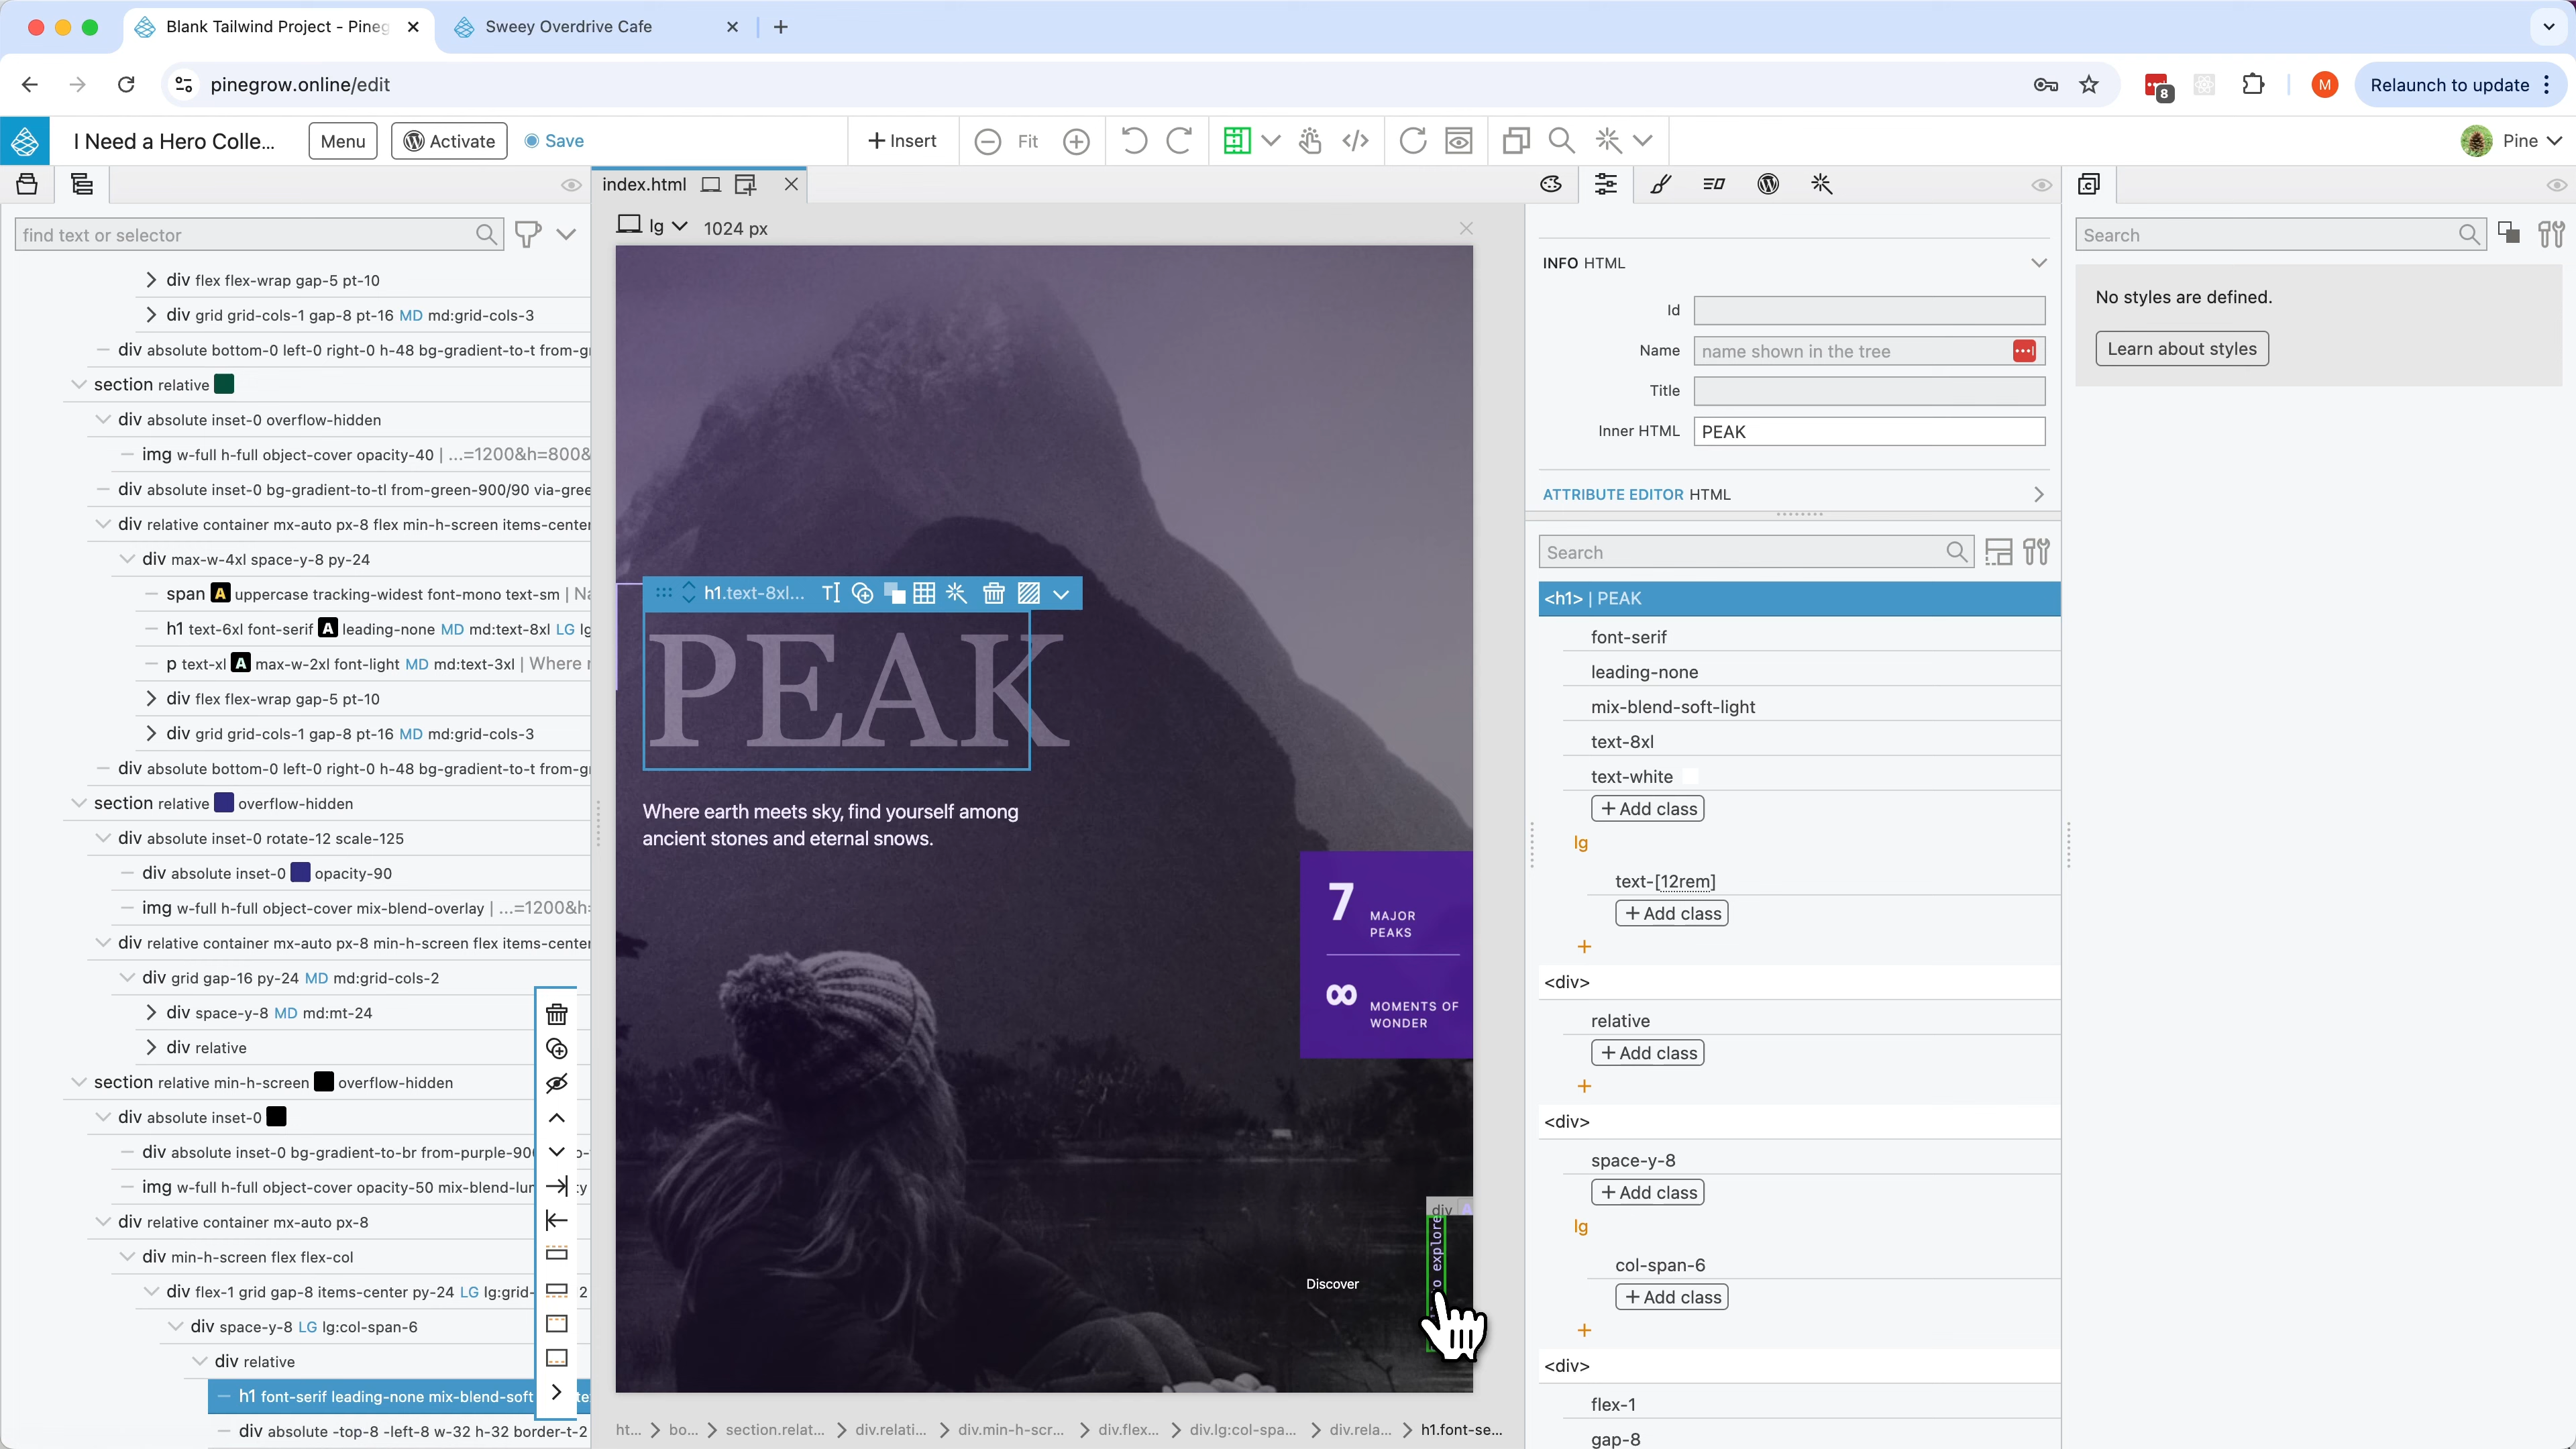 Blank Tailwind Project - Pineg
Sweey Overdrive Cafe
pinegrow.online/edit
8
M
Relaunch to update
I Need a Hero Colle...
Menu
Activate
Save
Insert
Fit
Pine
index.html
find text or selector
lg
1024 px
div flex flex-wrap gap-5 pt-10
div grid grid-cols-1 gap-8 pt-16 MD md:grid-cols-3
div absolute bottom-0 left-0 right-0 h-48 bg-gradient-to-t from-g
section relative
div absolute inset-0 overflow-hidden
img w-full h-full object-cover opacity-40 | ...=1200&h=800&
div absolute inset-0 bg-gradient-to-tl from-green-900/90 via-gree
div relative container mx-auto px-8 flex min-h-screen items-center
div max-w-4xl space-y-8 py-24
span A uppercase tracking-widest font-mono text-sm | Na
h1 text-6xl font-serif A leading-none MD md:text-8xl LG lg
p text-xl A max-w-2xl font-light MD md:text-3xl | Where
div flex flex-wrap gap-5 pt-10
div grid grid-cols-1 gap-8 pt-16 MD md:grid-cols-3
div absolute bottom-0 left-0 right-0 h-48 bg-gradient-to-t from-g
section relative overflow-hidden
div absolute inset-0 rotate-12 scale-125
div absolute inset-0 opacity-90
img w-full h-full object-cover mix-blend-overlay | ...=1200&h=
div relative container mx-auto px-8 min-h-screen flex items-center
div grid gap-16 py-24 MD md:grid-cols-2
div space-y-8 MD md:mt-24
div relative
section relative min-h-screen overflow-hidden
div absolute inset-0
div absolute inset-0 bg-gradient-to-br from-purple-90
img w-full h-full object-cover opacity-50 mix-blend-lum
div relative container mx-auto px-8
div min-h-screen flex flex-col
div flex-1 grid gap-8 items-center py-24 LG lg:grid-
div space-y-8 LG lg:col-span-6
div relative
h1 font-serif leading-none mix-blend-soft
div absolute -top-8 -left-8 w-32 h-32 border-t-2
h1.text-8xl...
PEAK
Where earth meets sky, find yourself among
ancient stones and eternal snows.
7 MAJOR
PEAKS
∞ MOMENTS OF
WONDER
div A
explore
Discover
ht... bo... section.relat... div.relati... div.min-h-scr... div.flex... div.lg:col-spa... div.rela... h1.font-se...
INFO HTML
Id
Name name shown in the tree
Title
Inner HTML PEAK
ATTRIBUTE EDITOR HTML
Search
<h1> | PEAK
font-serif
leading-none
mix-blend-soft-light
text-8xl
text-white
+ Add class
lg
text-[12rem]
+ Add class
+
<div>
relative
+ Add class
+
<div>
space-y-8
+ Add class
lg
col-span-6
+ Add class
+
<div>
flex-1
gap-8
Search
No styles are defined.
Learn about styles